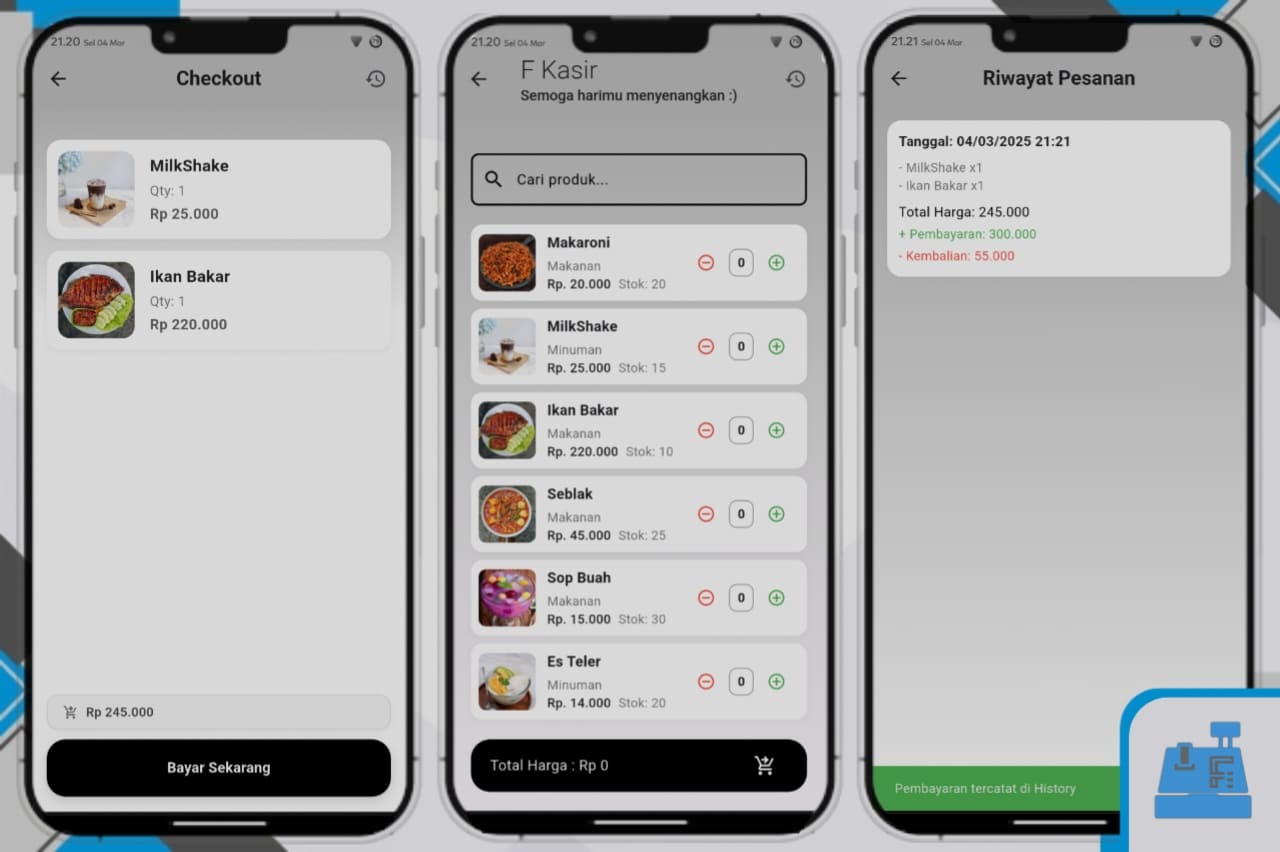 21.20 Sel 04 Mar
Checkout
MilkShake
Qty: 1
Rp 25.000
Ikan Bakar
Qty: 1
Rp 220.000
Rp 245.000
Bayar Sekarang
21.20 Sel 04 Mar
F Kasir
Semoga harimu menyenangkan :)
Cari produk...
Makaroni
Makanan
Rp. 20.000 Stok: 20
0
MilkShake
Minuman
Rp. 25.000 Stok: 15
0
Ikan Bakar
Makanan
Rp. 220.000 Stok: 10
0
Seblak
Makanan
Rp. 45.000 Stok: 25
0
Sop Buah
Makanan
Rp. 15.000 Stok: 30
0
Es Teler
Minuman
Rp. 14.000 Stok: 20
0
Total Harga : Rp 0
21.21 Sel 04 Mar
Riwayat Pesanan
Tanggal: 04/03/2025 21:21
- MilkShake x1
- Ikan Bakar x1
Total Harga: 245.000
+ Pembayaran: 300.000
- Kembalian: 55.000
Pembayaran tercatat di History